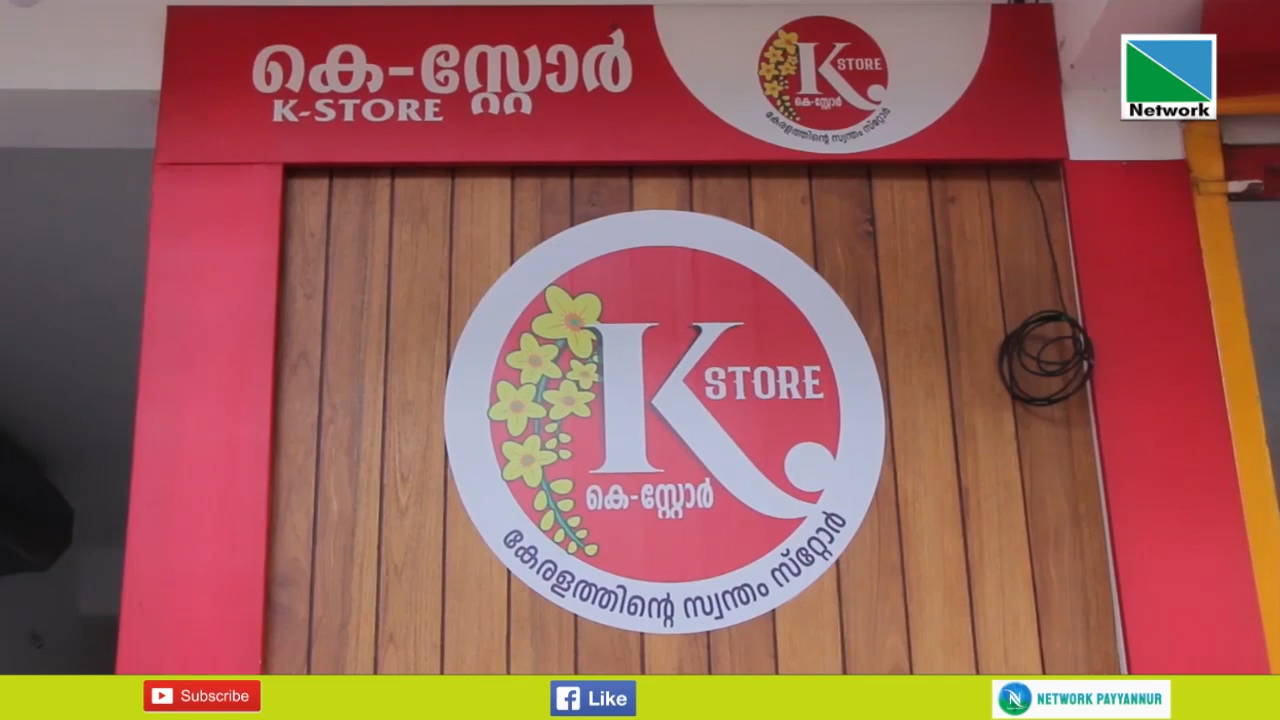 കെ-സ്റ്റോർ
K-STORE
K STORE
കെ-സ്റ്റോർ
കേരളത്തിന്റെ സ്വന്തം സ്റ്റോർ
Network
K STORE
കെ-സ്റ്റോർ
കേരളത്തിന്റെ സ്വന്തം സ്റ്റോർ
Subscribe
Like
NETWORK PAYYANNUR